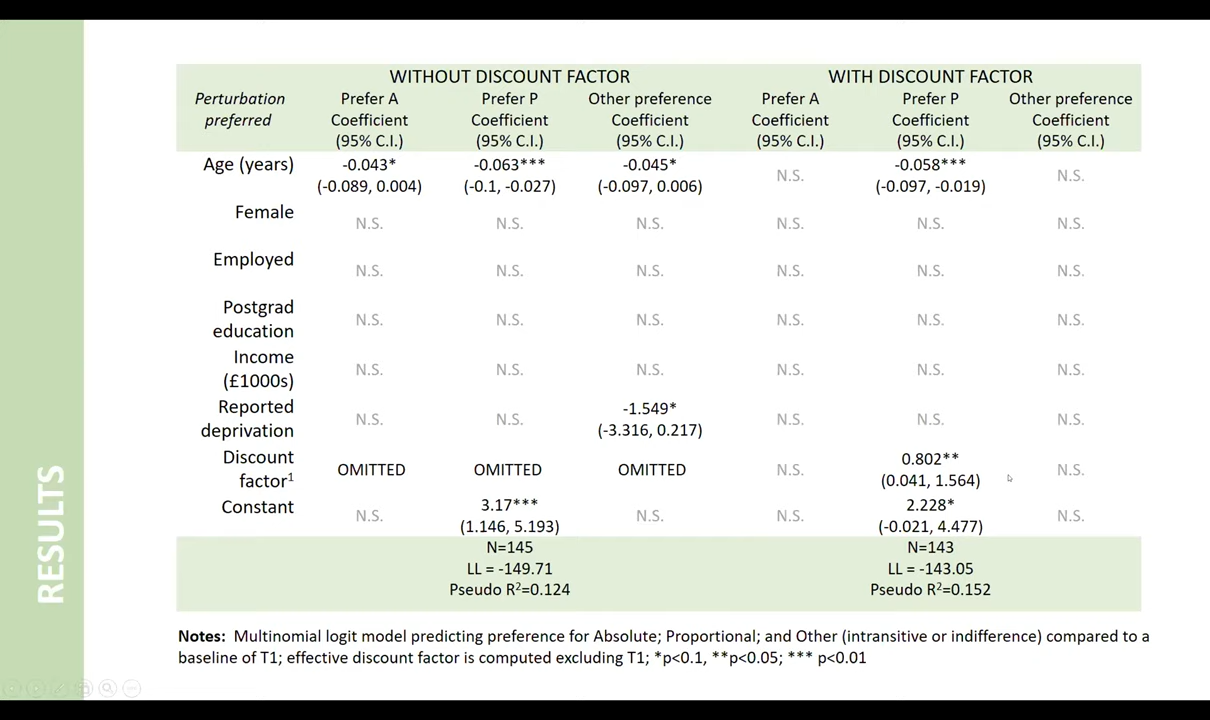 RESULTS
WITHOUT DISCOUNT FACTOR WITH DISCOUNT FACTOR
Perturbation Prefer A Prefer P Other preference Prefer A Prefer P Other preference
preferred Coefficient Coefficient Coefficient Coefficient Coefficient Coefficient
(95% C.I.) (95% C.I.) (95% C.I.) (95% C.I.) (95% C.I.) (95% C.I.)
Age (years) -0.043* -0.063*** -0.045* N.S. -0.058*** N.S.
(-0.089, 0.004) (-0.1, -0.027) (-0.097, 0.006) (-0.097, -0.019)
Female N.S. N.S. N.S. N.S. N.S. N.S.
Employed N.S. N.S. N.S. N.S. N.S. N.S.
Postgrad
education N.S. N.S. N.S. N.S. N.S. N.S.
Income
(£1000s) N.S. N.S. N.S. N.S. N.S. N.S.
Reported -1.549*
deprivation N.S. N.S. (-3.316, 0.217) N.S. N.S. N.S.
Discount 0.802**
factor¹ OMITTED OMITTED OMITTED N.S. (0.041, 1.564) N.S.
Constant N.S. 3.17*** N.S. N.S. 2.228* N.S.
(1.146, 5.193) (-0.021, 4.477)
N=145 N=143
LL = -149.71 LL = -143.05
Pseudo R²=0.124 Pseudo R²=0.152
Notes: Multinomial logit model predicting preference for Absolute; Proportional; and Other (intransitive or indifference) compared to a
baseline of T1; effective discount factor is computed excluding T1; *p<0.1, **p<0.05; *** p<0.01